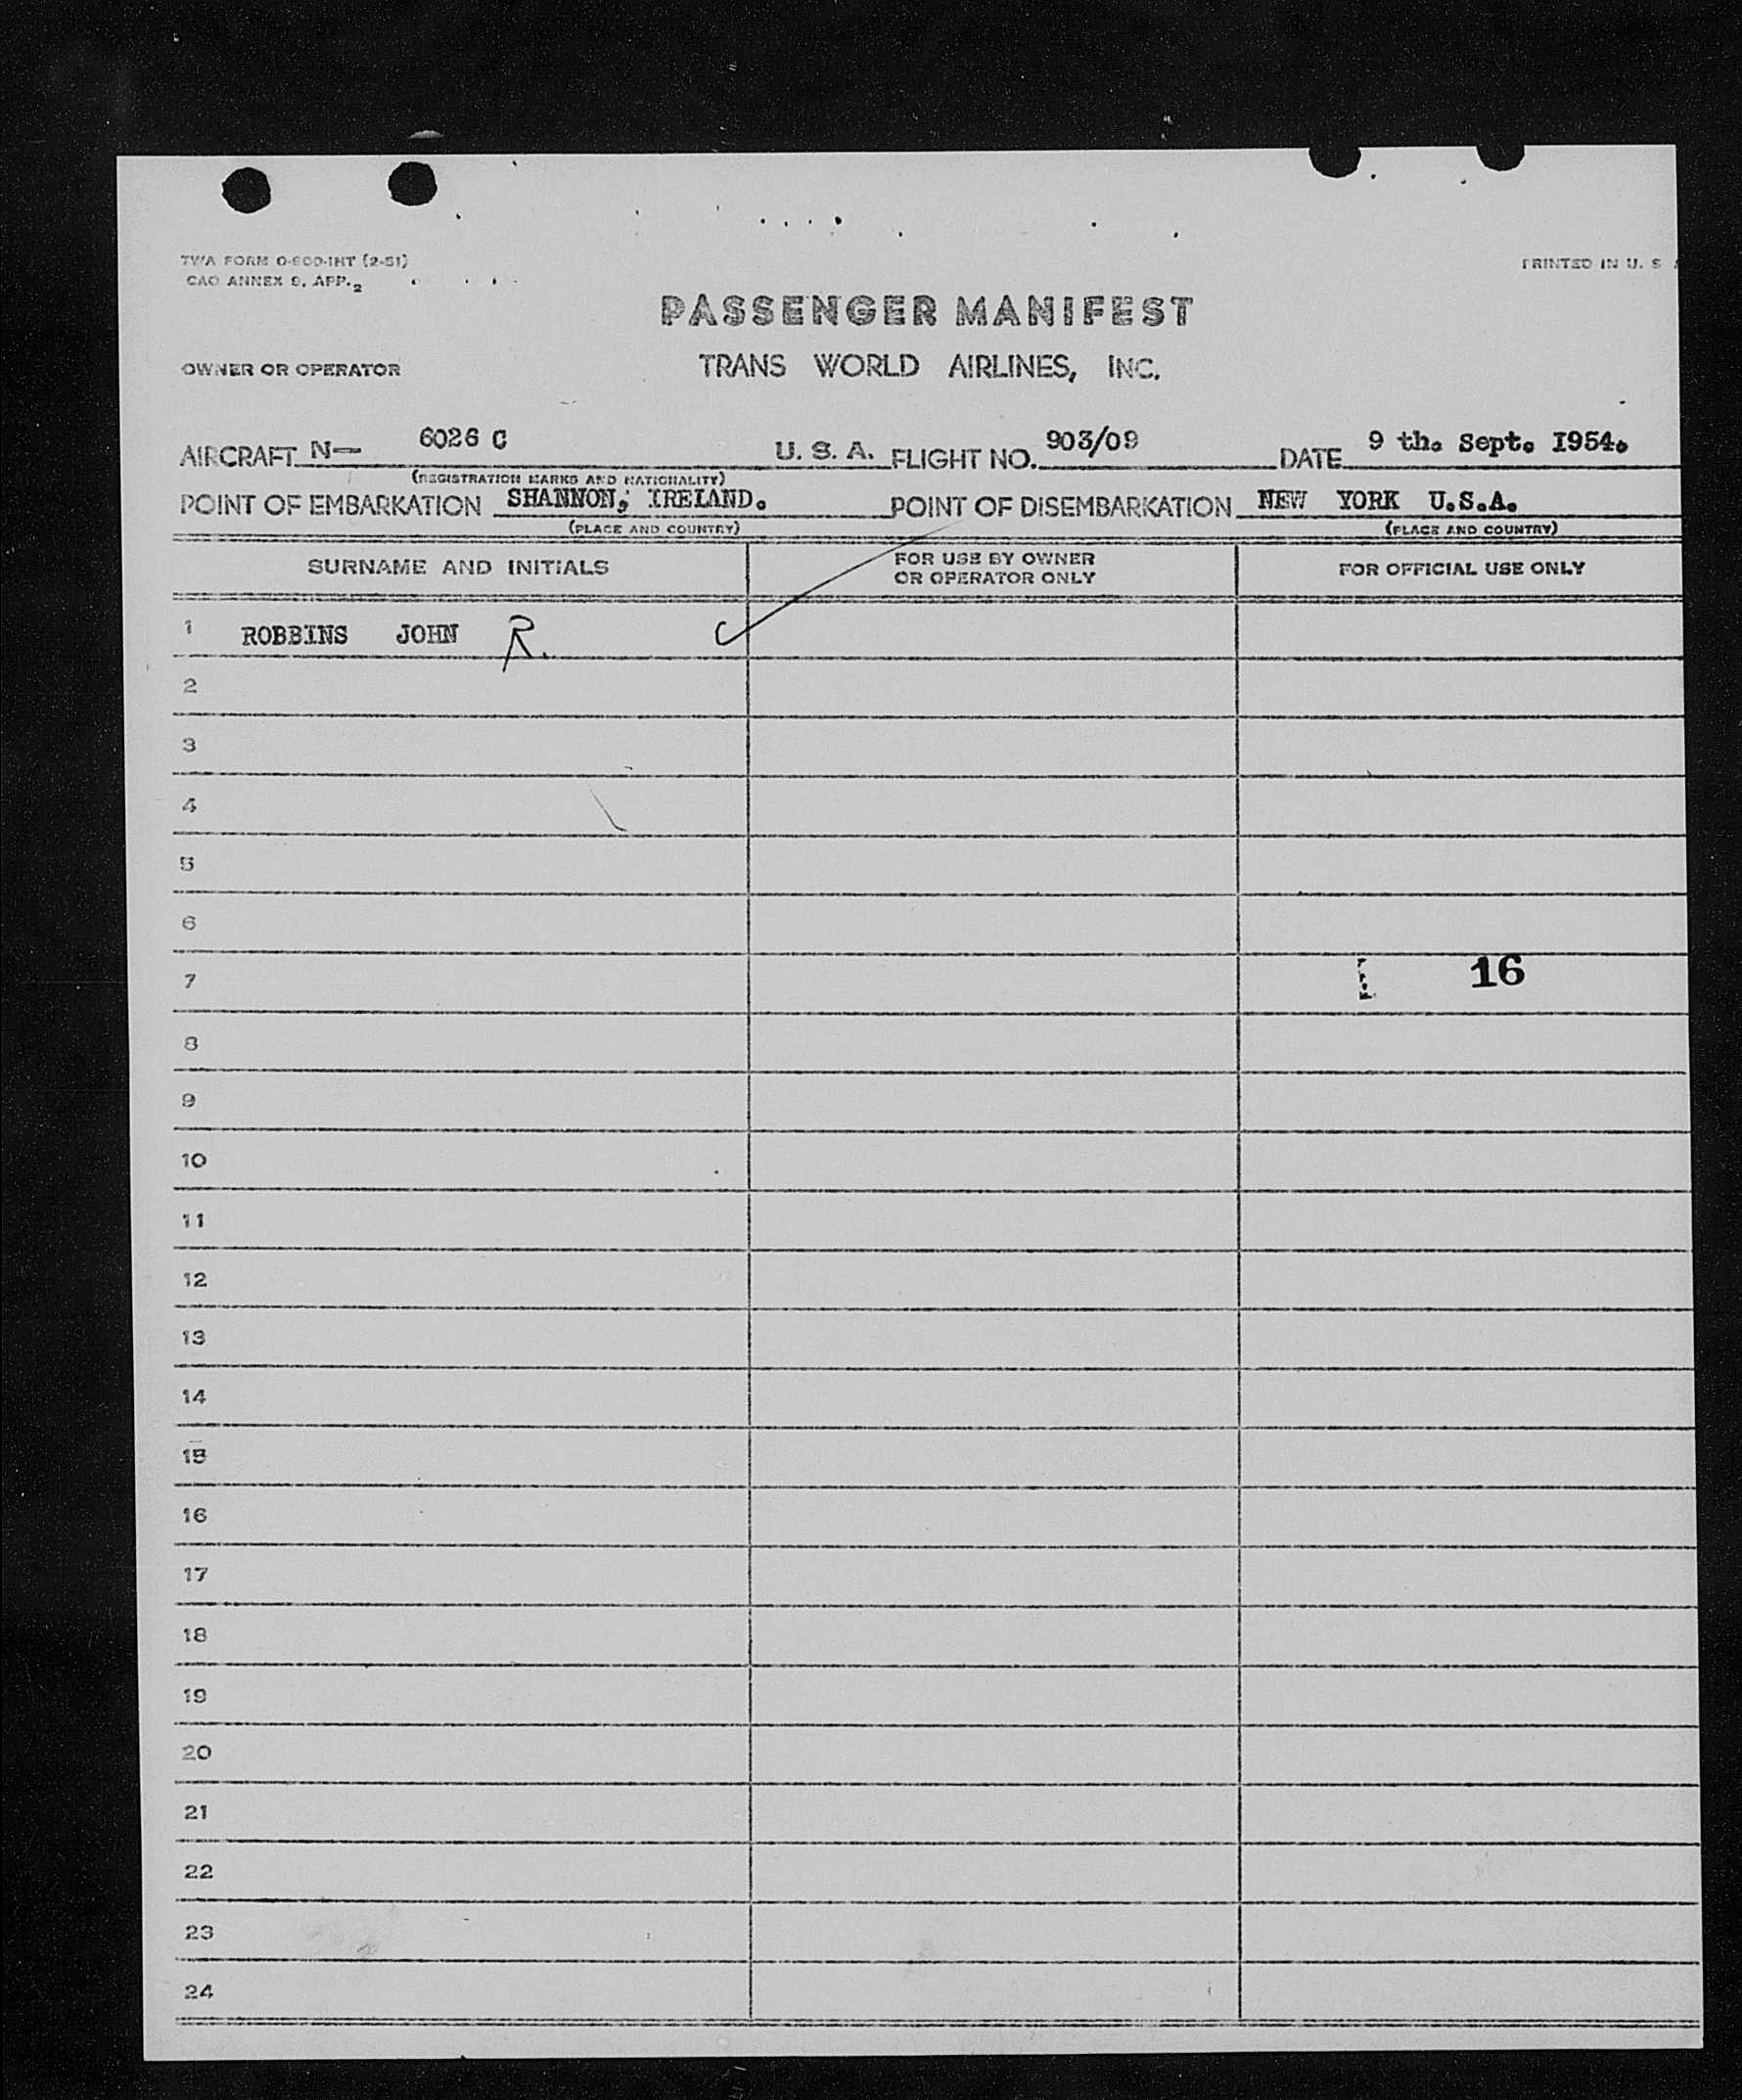 TWA FORM O-600-INT (2-51)
CAO ANNEX 9, APP. 2
PRINTED IN U. S
PASSENGER MANIFEST
OWNER OR OPERATOR TRANS WORLD AIRLINES, INC.
AIRCRAFT N— 6026 C U. S. A. FLIGHT NO. 903/09 DATE 9 th. Sept. I954.
(REGISTRATION MARKS AND NATIONALITY)
POINT OF EMBARKATION SHANNON, IRELAND. POINT OF DISEMBARKATION NEW YORK U.S.A.
(PLACE AND COUNTRY) (PLACE AND COUNTRY)
SURNAME AND INITIALS FOR USE BY OWNER OR OPERATOR ONLY FOR OFFICIAL USE ONLY
1 ROBBINS JOHN R.
2
3
4
5
6
7 16
8
9
10
11
12
13
14
15
16
17
18
19
20
21
22
23
24